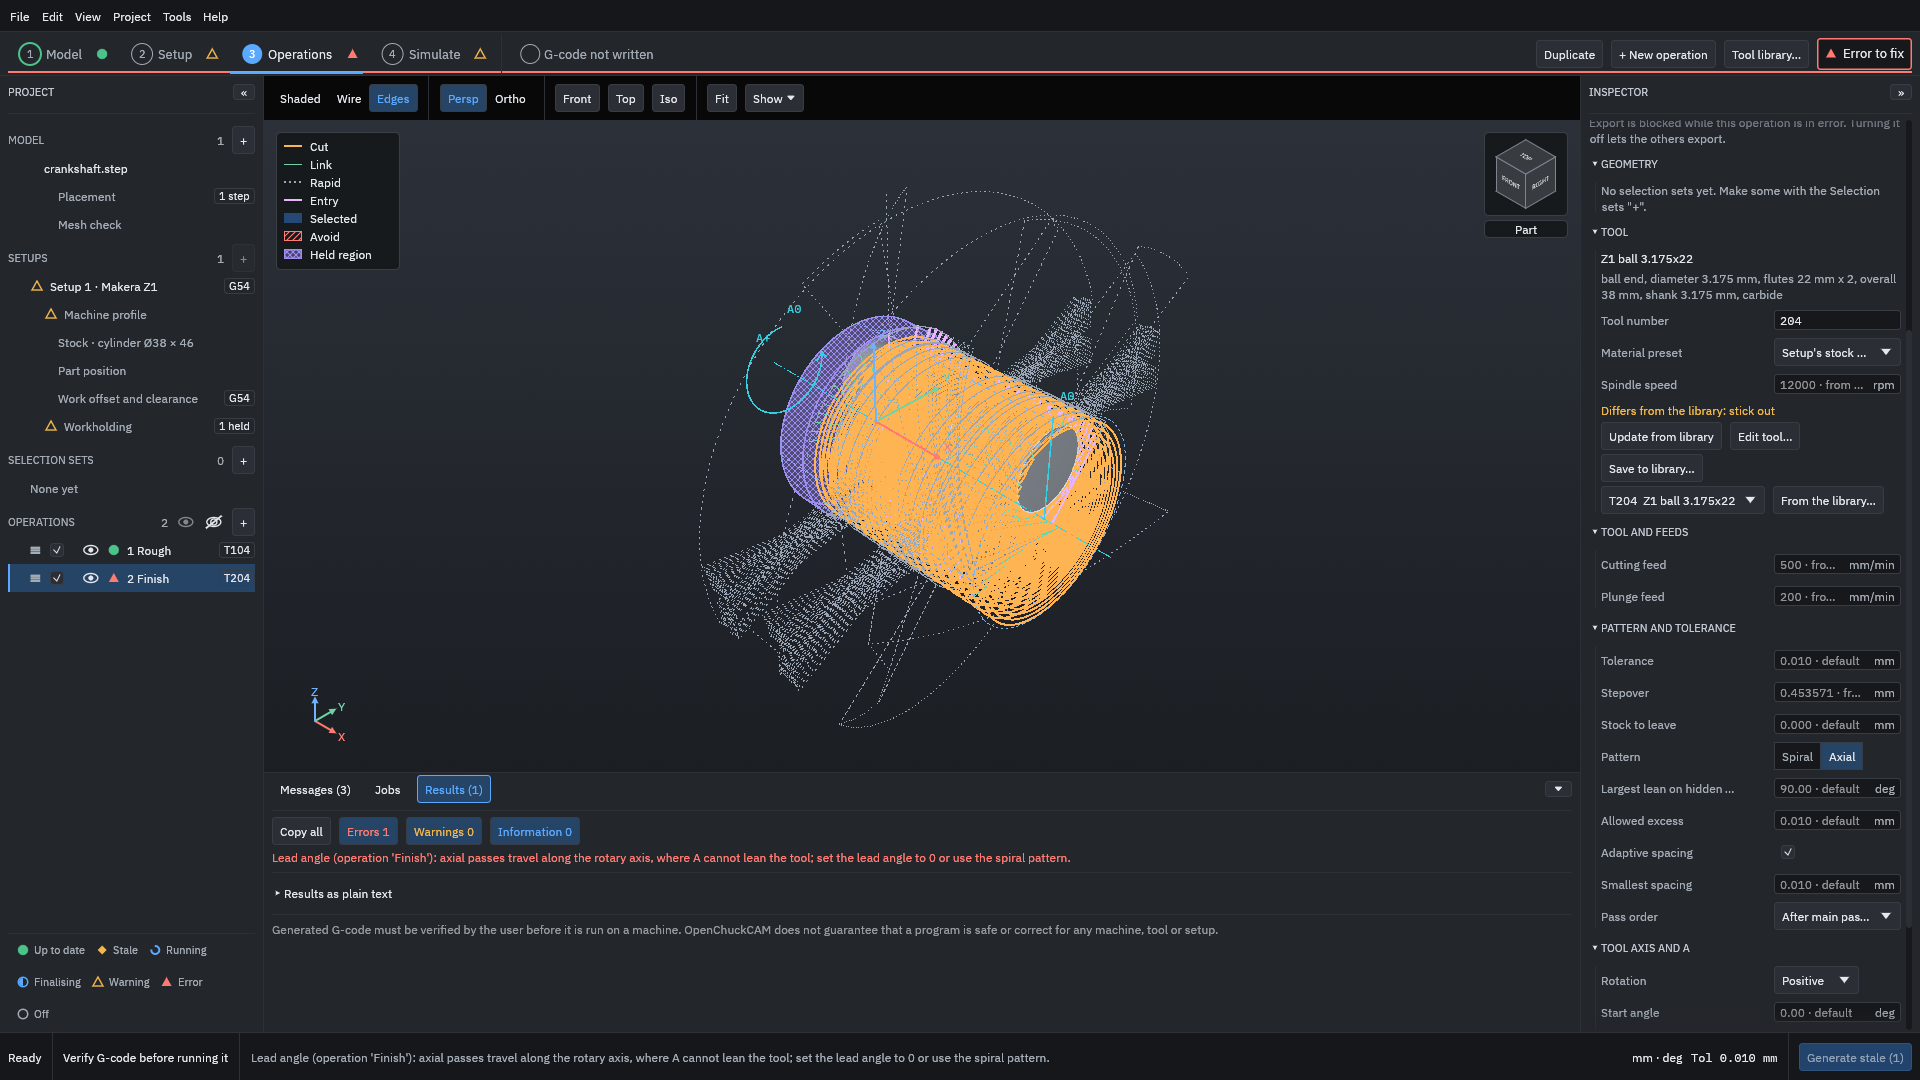 File Edit View Project Tools Help
1 Model 2 Setup 3 Operations 4 Simulate G-code not written Duplicate + New operation Tool library... Error to fix
PROJECT «
MODEL 1 +
crankshaft.step
Placement 1 step
Mesh check
SETUPS 1 +
Setup 1 · Makera Z1 G54
Machine profile
Stock · cylinder Ø38 × 46
Part position
Work offset and clearance G54
Workholding 1 held
SELECTION SETS 0 +
None yet
OPERATIONS 2 +
1 Rough T104
2 Finish T204
Up to date Stale Running
Finalising Warning Error
Off
Shaded Wire Edges Persp Ortho Front Top Iso Fit Show
Cut
Link
Rapid
Entry
Selected
Avoid
Held region
A0
A+
A0
Z
Y
X
TOP
FRONT RIGHT
Part
Messages (3) Jobs Results (1)
Copy all Errors 1 Warnings 0 Information 0
Lead angle (operation 'Finish'): axial passes travel along the rotary axis, where A cannot lean the tool; set the lead angle to 0 or use the spiral pattern.
Results as plain text
Generated G-code must be verified by the user before it is run on a machine. OpenChuckCAM does not guarantee that a program is safe or correct for any machine, tool or setup.
INSPECTOR »
Export is blocked while this operation is in error. Turning it
off lets the others export.
GEOMETRY
No selection sets yet. Make some with the Selection
sets "+".
TOOL
Z1 ball 3.175x22
ball end, diameter 3.175 mm, flutes 22 mm x 2, overall
38 mm, shank 3.175 mm, carbide
Tool number 204
Material preset Setup's stock ...
Spindle speed 12000 · from ... rpm
Differs from the library: stick out
Update from library Edit tool...
Save to library...
T204 Z1 ball 3.175x22 From the library...
TOOL AND FEEDS
Cutting feed 500 · fro... mm/min
Plunge feed 200 · fro... mm/min
PATTERN AND TOLERANCE
Tolerance 0.010 · default mm
Stepover 0.453571 · fr... mm
Stock to leave 0.000 · default mm
Pattern Spiral Axial
Largest lean on hidden ... 90.00 · default deg
Allowed excess 0.010 · default mm
Adaptive spacing
Smallest spacing 0.010 · default mm
Pass order After main pas...
TOOL AXIS AND A
Rotation Positive
Start angle 0.00 · default deg
Ready Verify G-code before running it Lead angle (operation 'Finish'): axial passes travel along the rotary axis, where A cannot lean the tool; set the lead angle to 0 or use the spiral pattern. mm · deg Tol 0.010 mm Generate stale (1)